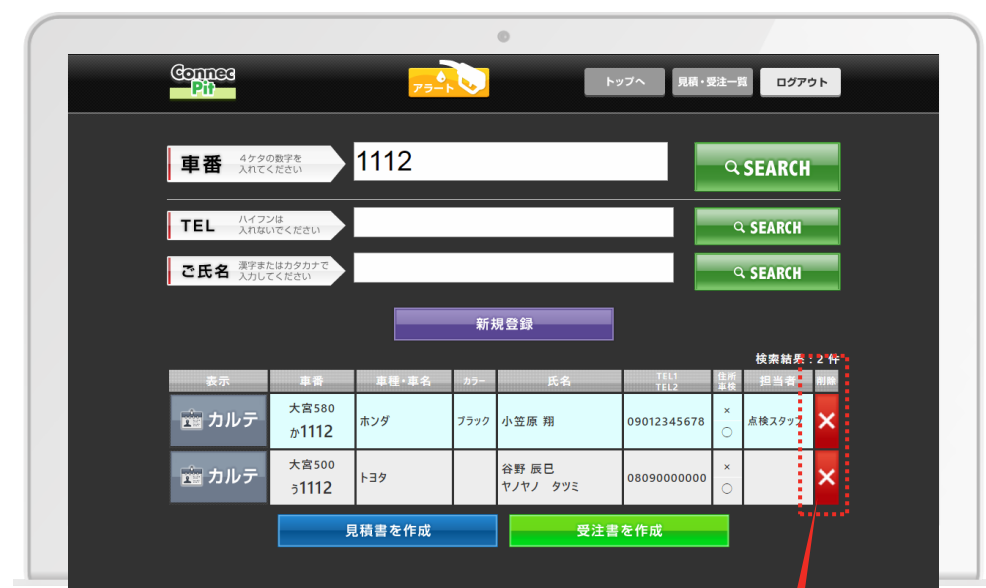 Connec
Pit
アラート
トップへ
見積・受注一覧
ログアウト
車番
4ケタの数字を
入れてください
1112
SEARCH
TEL
ハイフンは
入れないでください
SEARCH
ご氏名
漢字またはカタカナで
入力してください
SEARCH
新規登録
検索結果：2 件
表示 車番 車種・車名 カラー 氏名 TEL1 住所 担当者 削除
TEL2 車検
カルテ 大宮580 ホンダ ブラック 小笠原 翔 09012345678 × 点検スタッフ
か1112 ○
カルテ 大宮500 トヨタ 谷野 辰巳 08090000000 ×
う1112 ヤノヤノ タツミ ○
見積書を作成
受注書を作成